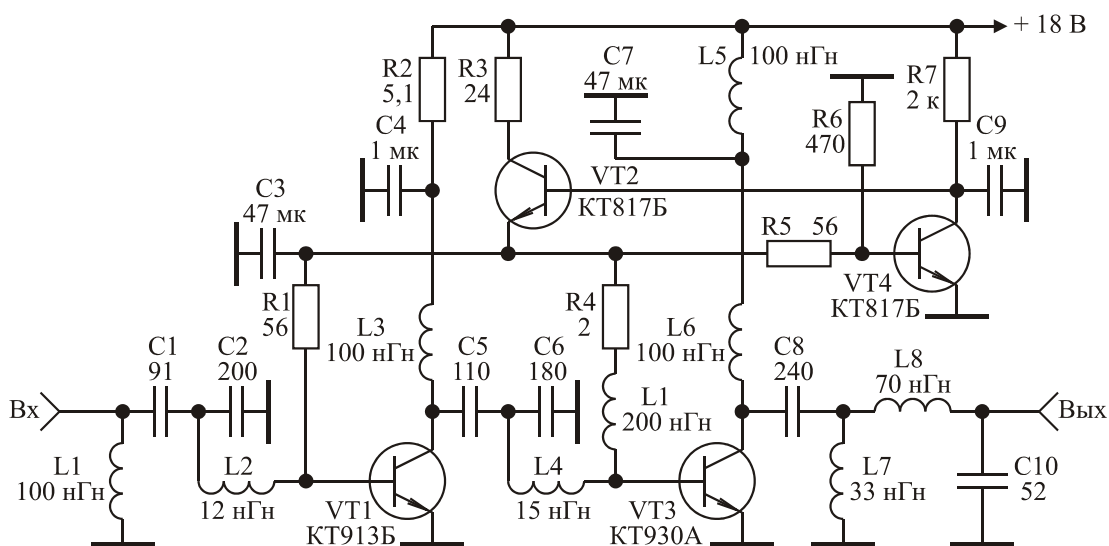 + 18 В
R2
5,1
R3
24
C7
47 мк
L5
100 нГн
R6
470
R7
2 к
C4
1 мк
C9
1 мк
VT2
КТ817Б
C3
47 мк
R5 56
VT4
КТ817Б
R1
56
L3
100 нГн
R4
2
L6
100 нГн
C1
91
C2
200
C5
110
C6
180
L1
200 нГн
C8
240
L8
70 нГн
Вх
Вых
L1
100 нГн
L2
12 нГн
VT1
КТ913Б
L4
15 нГн
VT3
КТ930А
L7
33 нГн
C10
52